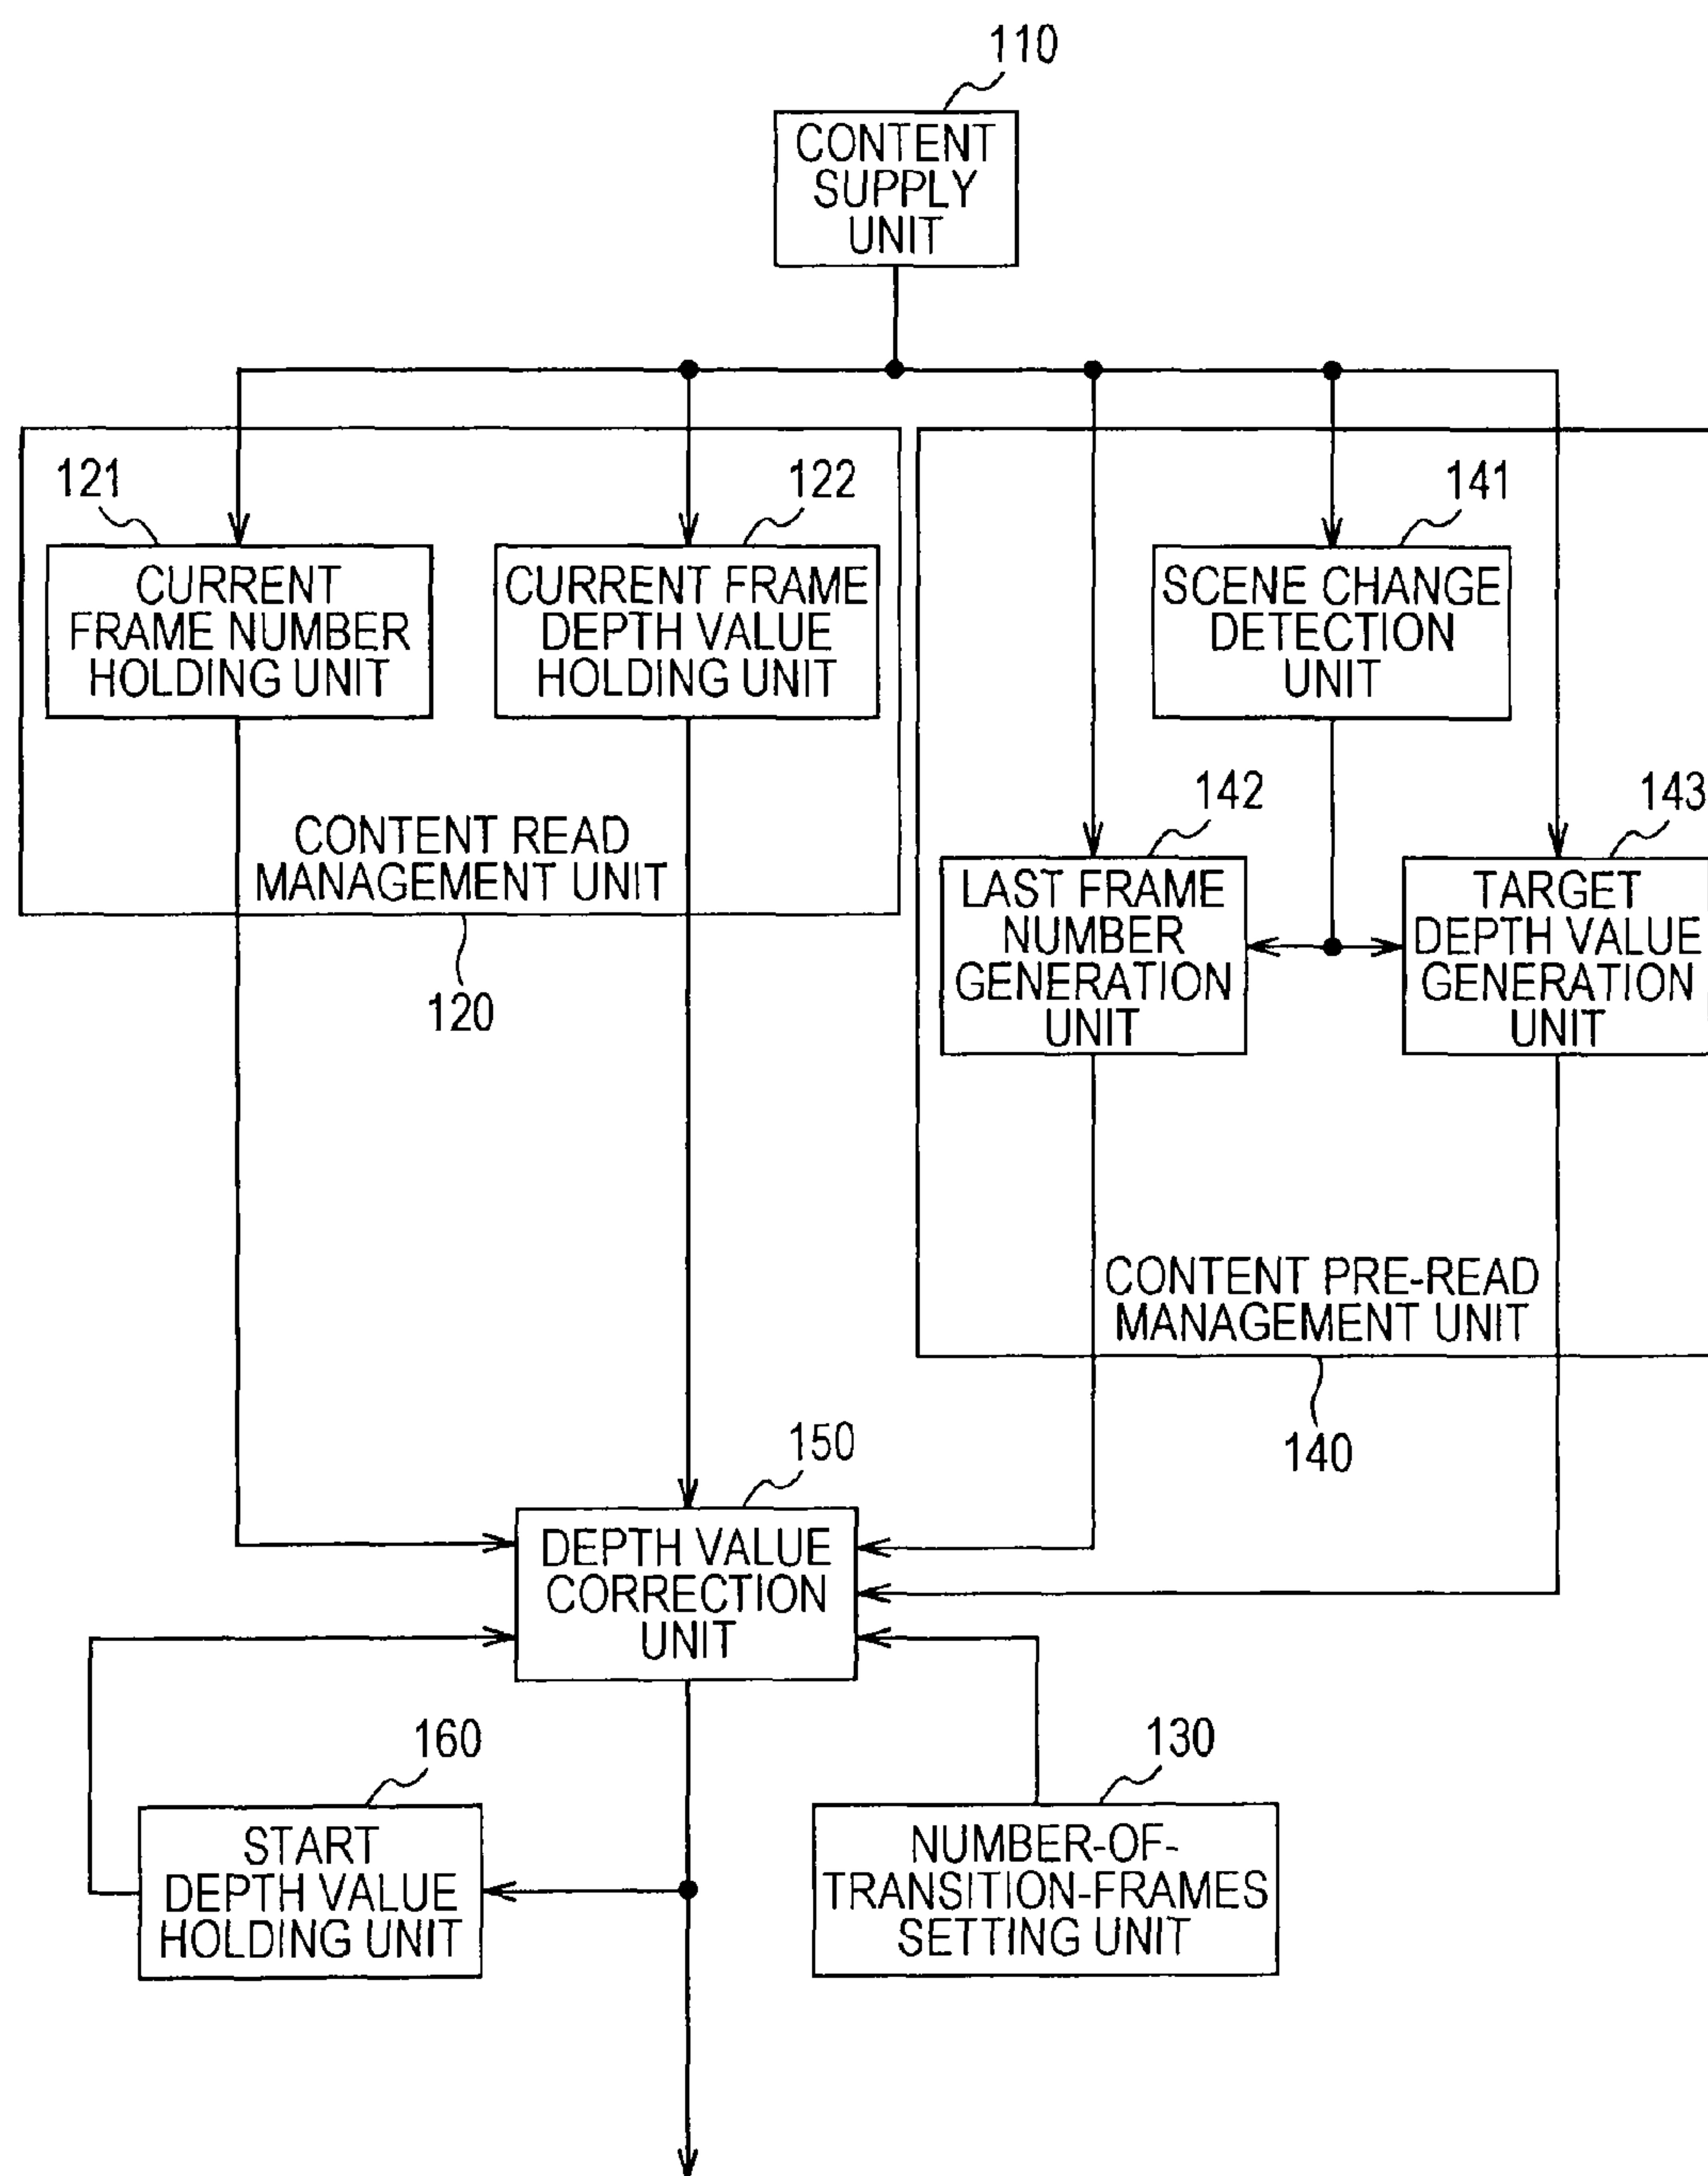 110
CONTENT
SUPPLY
UNIT
121
CURRENT
FRAME NUMBER
HOLDING UNIT
122
CURRENT FRAME
DEPTH VALUE
HOLDING UNIT
CONTENT READ
MANAGEMENT UNIT
120
141
SCENE CHANGE
DETECTION
UNIT
142
LAST FRAME
NUMBER
GENERATION
UNIT
143
TARGET
DEPTH VALUE
GENERATION
UNIT
CONTENT PRE-READ
MANAGEMENT UNIT
140
150
DEPTH VALUE
CORRECTION
UNIT
160
START
DEPTH VALUE
HOLDING UNIT
130
NUMBER-OF-
TRANSITION-FRAMES
SETTING UNIT